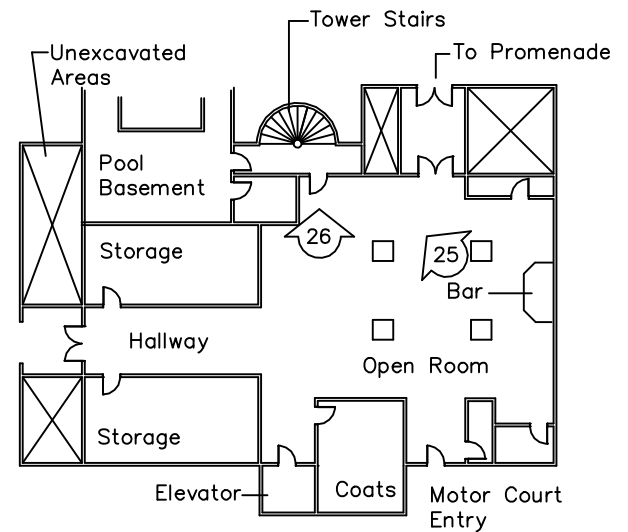 Tower Stairs
Unexcavated
Areas
To Promenade
Pool
Basement
26
25
Storage
Bar
Hallway
Open Room
Storage
Elevator
Coats
Motor Court
Entry